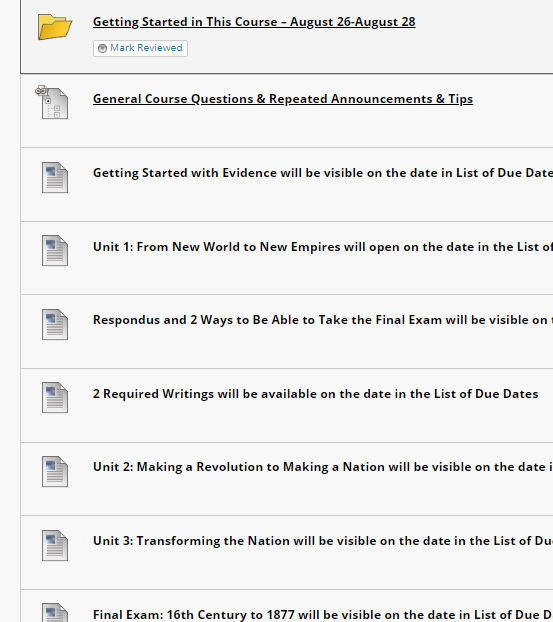 Getting Started in This Course – August 26-August 28
Mark Reviewed
General Course Questions & Repeated Announcements & Tips
Getting Started with Evidence will be visible on the date in List of Due Date
Unit 1: From New World to New Empires will open on the date in the List of
Respondus and 2 Ways to Be Able to Take the Final Exam will be visible on
2 Required Writings will be available on the date in the List of Due Dates
Unit 2: Making a Revolution to Making a Nation will be visible on the date i
Unit 3: Transforming the Nation will be visible on the date in the List of Du
Final Exam: 16th Century to 1877 will be visible on the date in List of Due D